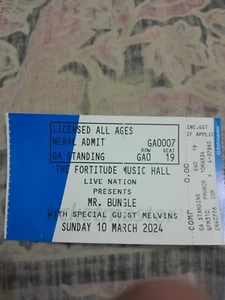 LICENSED ALL AGES
NERAL ADMIT GA0007
ROW SEAT
GA STANDING GAO 19
THE FORTITUDE MUSIC HALL
LIVE NATION
PRESENTS
MR. BUNGLE
WITH SPECIAL GUEST MELVINS
SUNDAY 10 MARCH 2024
INC.GST
IF APPLIC
0.00
COMP
GA STANDING
GAO 19